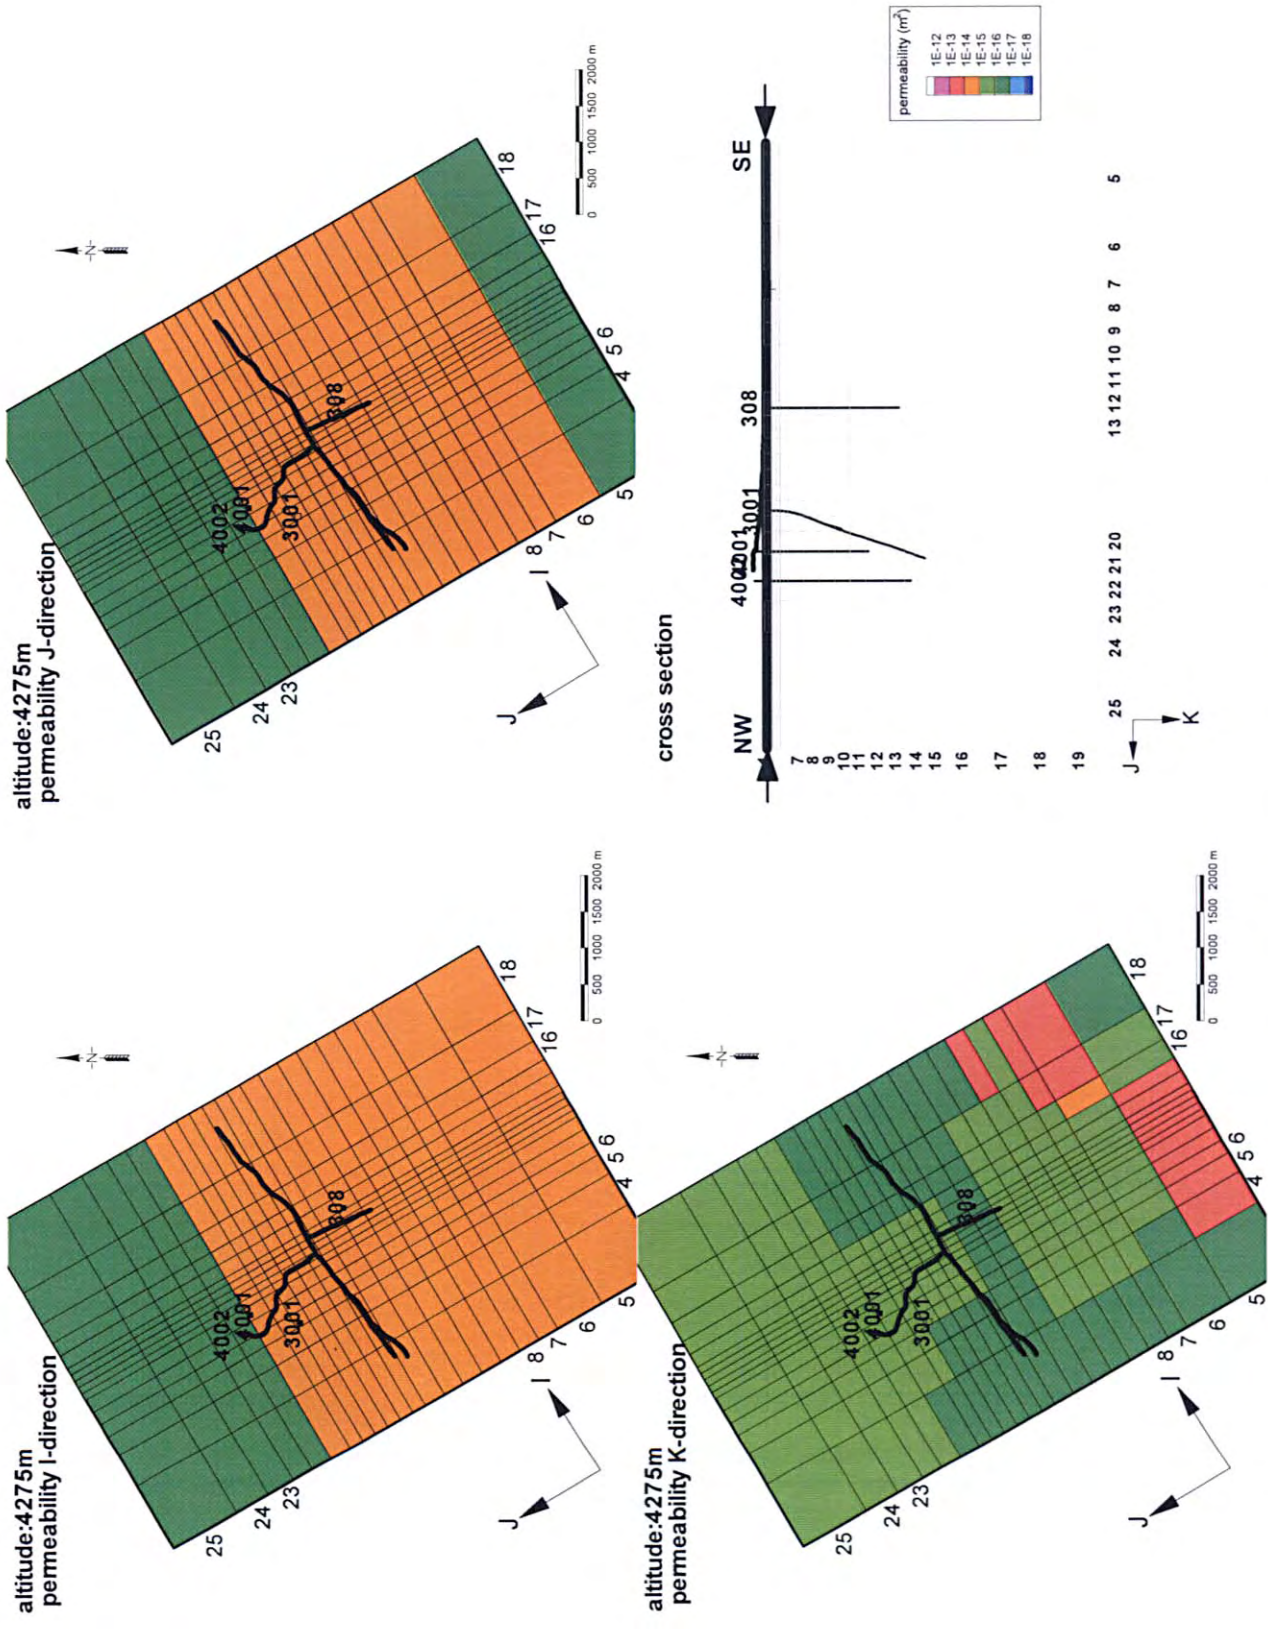 altitude:4275m
permeability I-direction
N
25
24
23
4002
4001
3001
308
J
I
8
7
6
5
4
5
6
16
17
18
0 500 1000 1500 2000 m
altitude:4275m
permeability J-direction
N
25
24
23
4002
4001
3001
308
J
I
8
7
6
5
4
5
6
16
17
18
0 500 1000 1500 2000 m
altitude:4275m
permeability K-direction
N
25
24
23
4002
4001
3001
308
J
I
8
7
6
5
4
5
6
16
17
18
0 500 1000 1500 2000 m
cross section
NW
SE
4002
4001
3001
308
7
8
9
10
11
12
13
14
15
16
17
18
19
J
K
25 24 23 22 21 20 13 12 11 10 9 8 7 6 5
permeability (m²)
1E-12
1E-13
1E-14
1E-15
1E-16
1E-17
1E-18